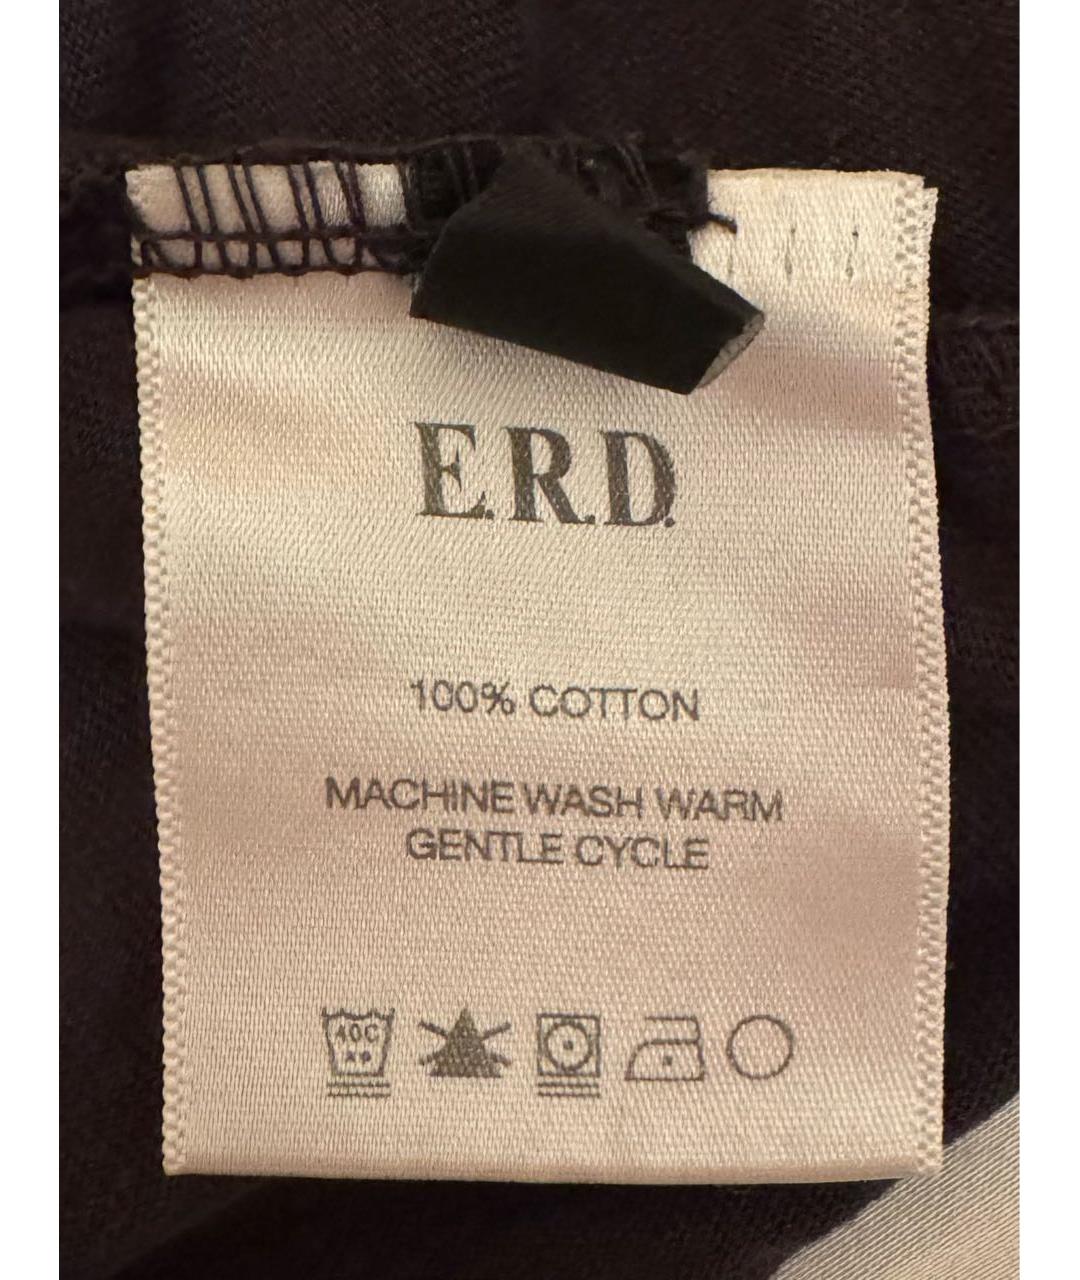 E.R.D.
100% COTTON
MACHINE WASH WARM
GENTLE CYCLE
40C